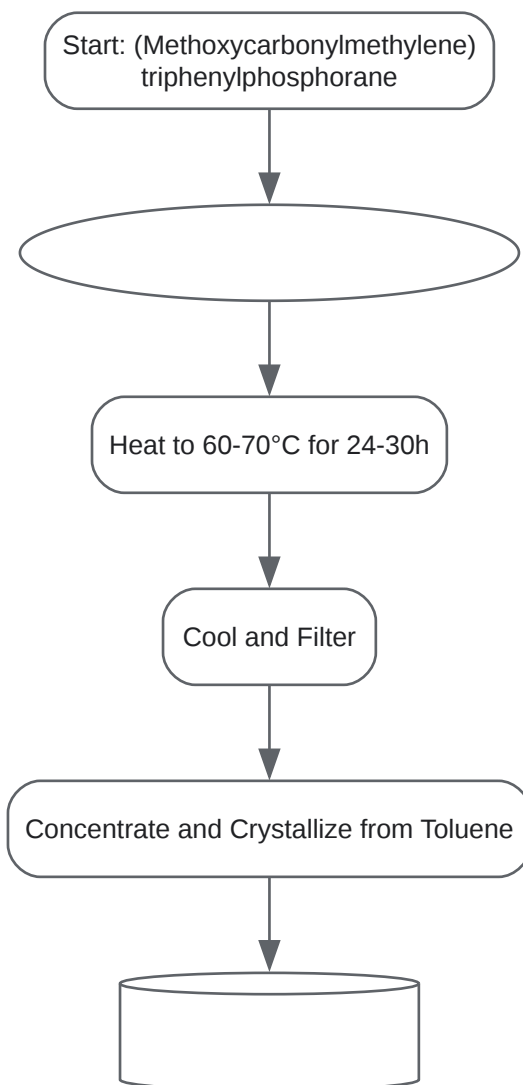 Start: (Methoxycarbonylmethylene)
triphenylphosphorane
Heat to 60-70°C for 24-30h
Cool and Filter
Concentrate and Crystallize from Toluene